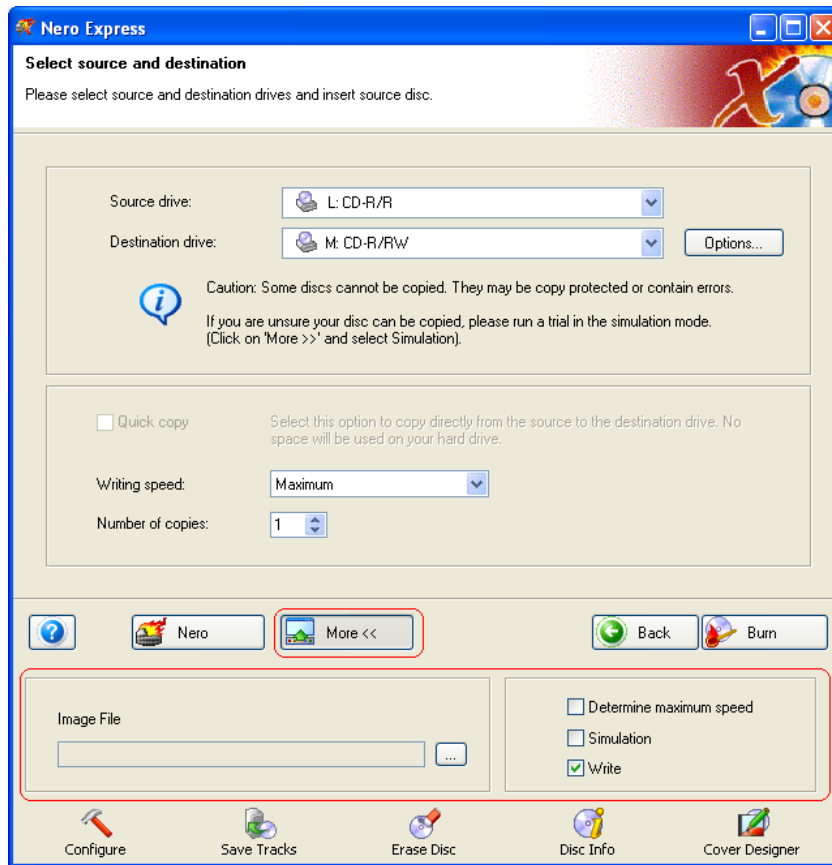 Nero Express
Select source and destination
Please select source and destination drives and insert source disc.
Source drive:
L: CD-R/R
Destination drive:
M: CD-R/RW
Options...
Caution: Some discs cannot be copied. They may be copy protected or contain errors.
If you are unsure your disc can be copied, please run a trial in the simulation mode.
(Click on 'More >>' and select Simulation).
Quick copy
Select this option to copy directly from the source to the destination drive. No
space will be used on your hard drive.
Writing speed:
Maximum
Number of copies:
1
Nero
More <<
Back
Burn
Image File
...
Determine maximum speed
Simulation
Write
Configure
Save Tracks
Erase Disc
Disc Info
Cover Designer